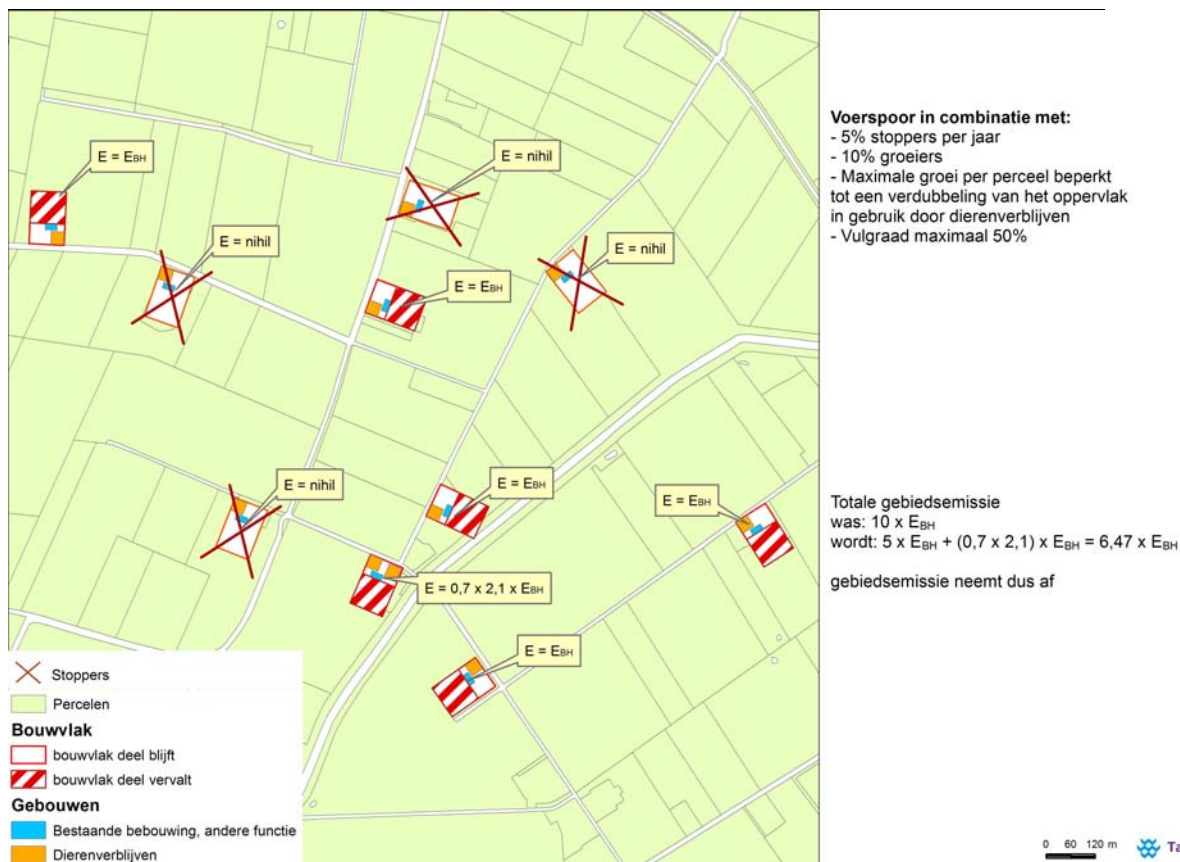 E = EBH
E = nihil
E = nihil
E = nihil
E = EBH
E = nihil
E = EBH
E = EBH
E = 0,7 x 2,1 x EBH
E = EBH
Stoppers
Percelen
Bouwvlak
bouwvlak deel blijft
bouwvlak deel vervalt
Gebouwen
Bestaande bebouwing, andere functie
Dierenverblijven
Voerspoor in combinatie met:
- 5% stoppers per jaar
- 10% groeiers
- Maximale groei per perceel beperkt
tot een verdubbeling van het oppervlak
in gebruik door dierenverblijven
- Vulgraad maximaal 50%
Totale gebiedsemissie
was: 10 x EBH
wordt: 5 x EBH + (0,7 x 2,1) x EBH = 6,47 x EBH
gebiedsemissie neemt dus af
0 60 120 m